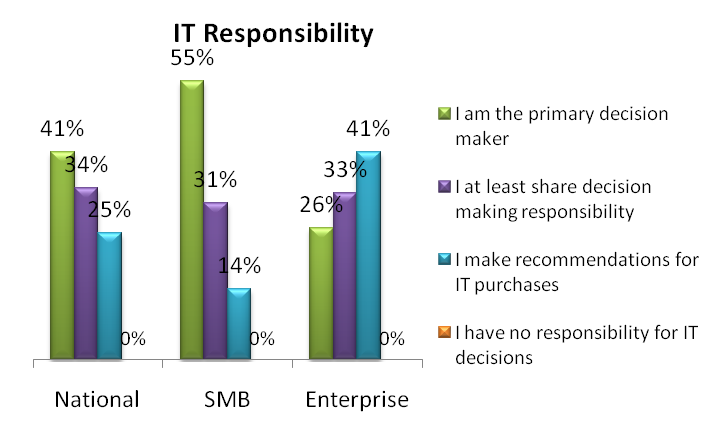 IT Responsibility
55%
41%
34%
25%
0%
31%
14%
0%
26%
33%
41%
0%
National
SMB
Enterprise
I am the primary decision
maker
I at least share decision
making responsibility
I make recommendations for
IT purchases
I have no responsibility for IT
decisions